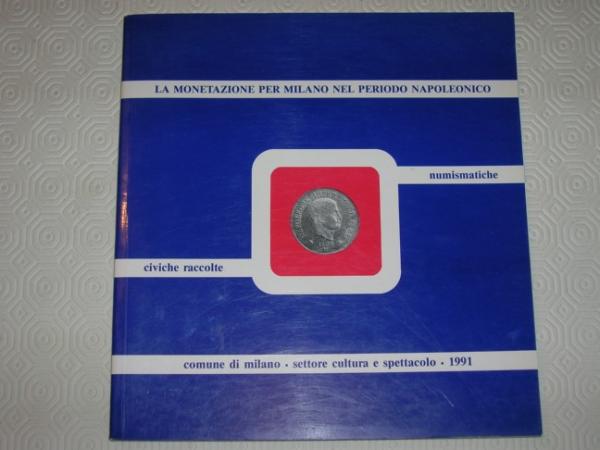 LA MONETAZIONE PER MILANO NEL PERIODO NAPOLEONICO
numismatiche
civiche raccolte
comune di milano • settore cultura e spettacolo • 1991